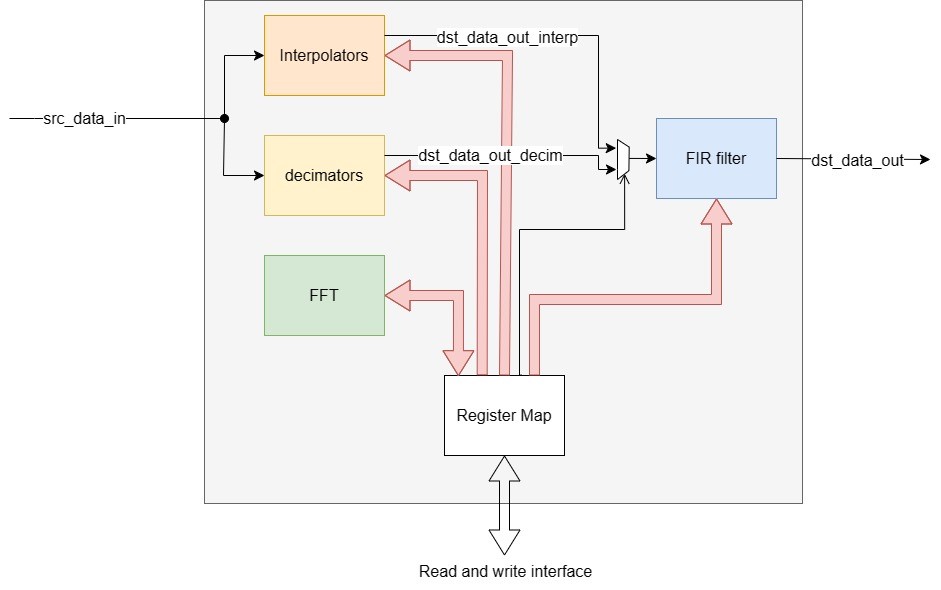 dst_data_out_interp
Interpolators
src_data_in
dst_data_out_decim
FIR filter
dst_data_out
decimators
FFT
Register Map
Read and write interface